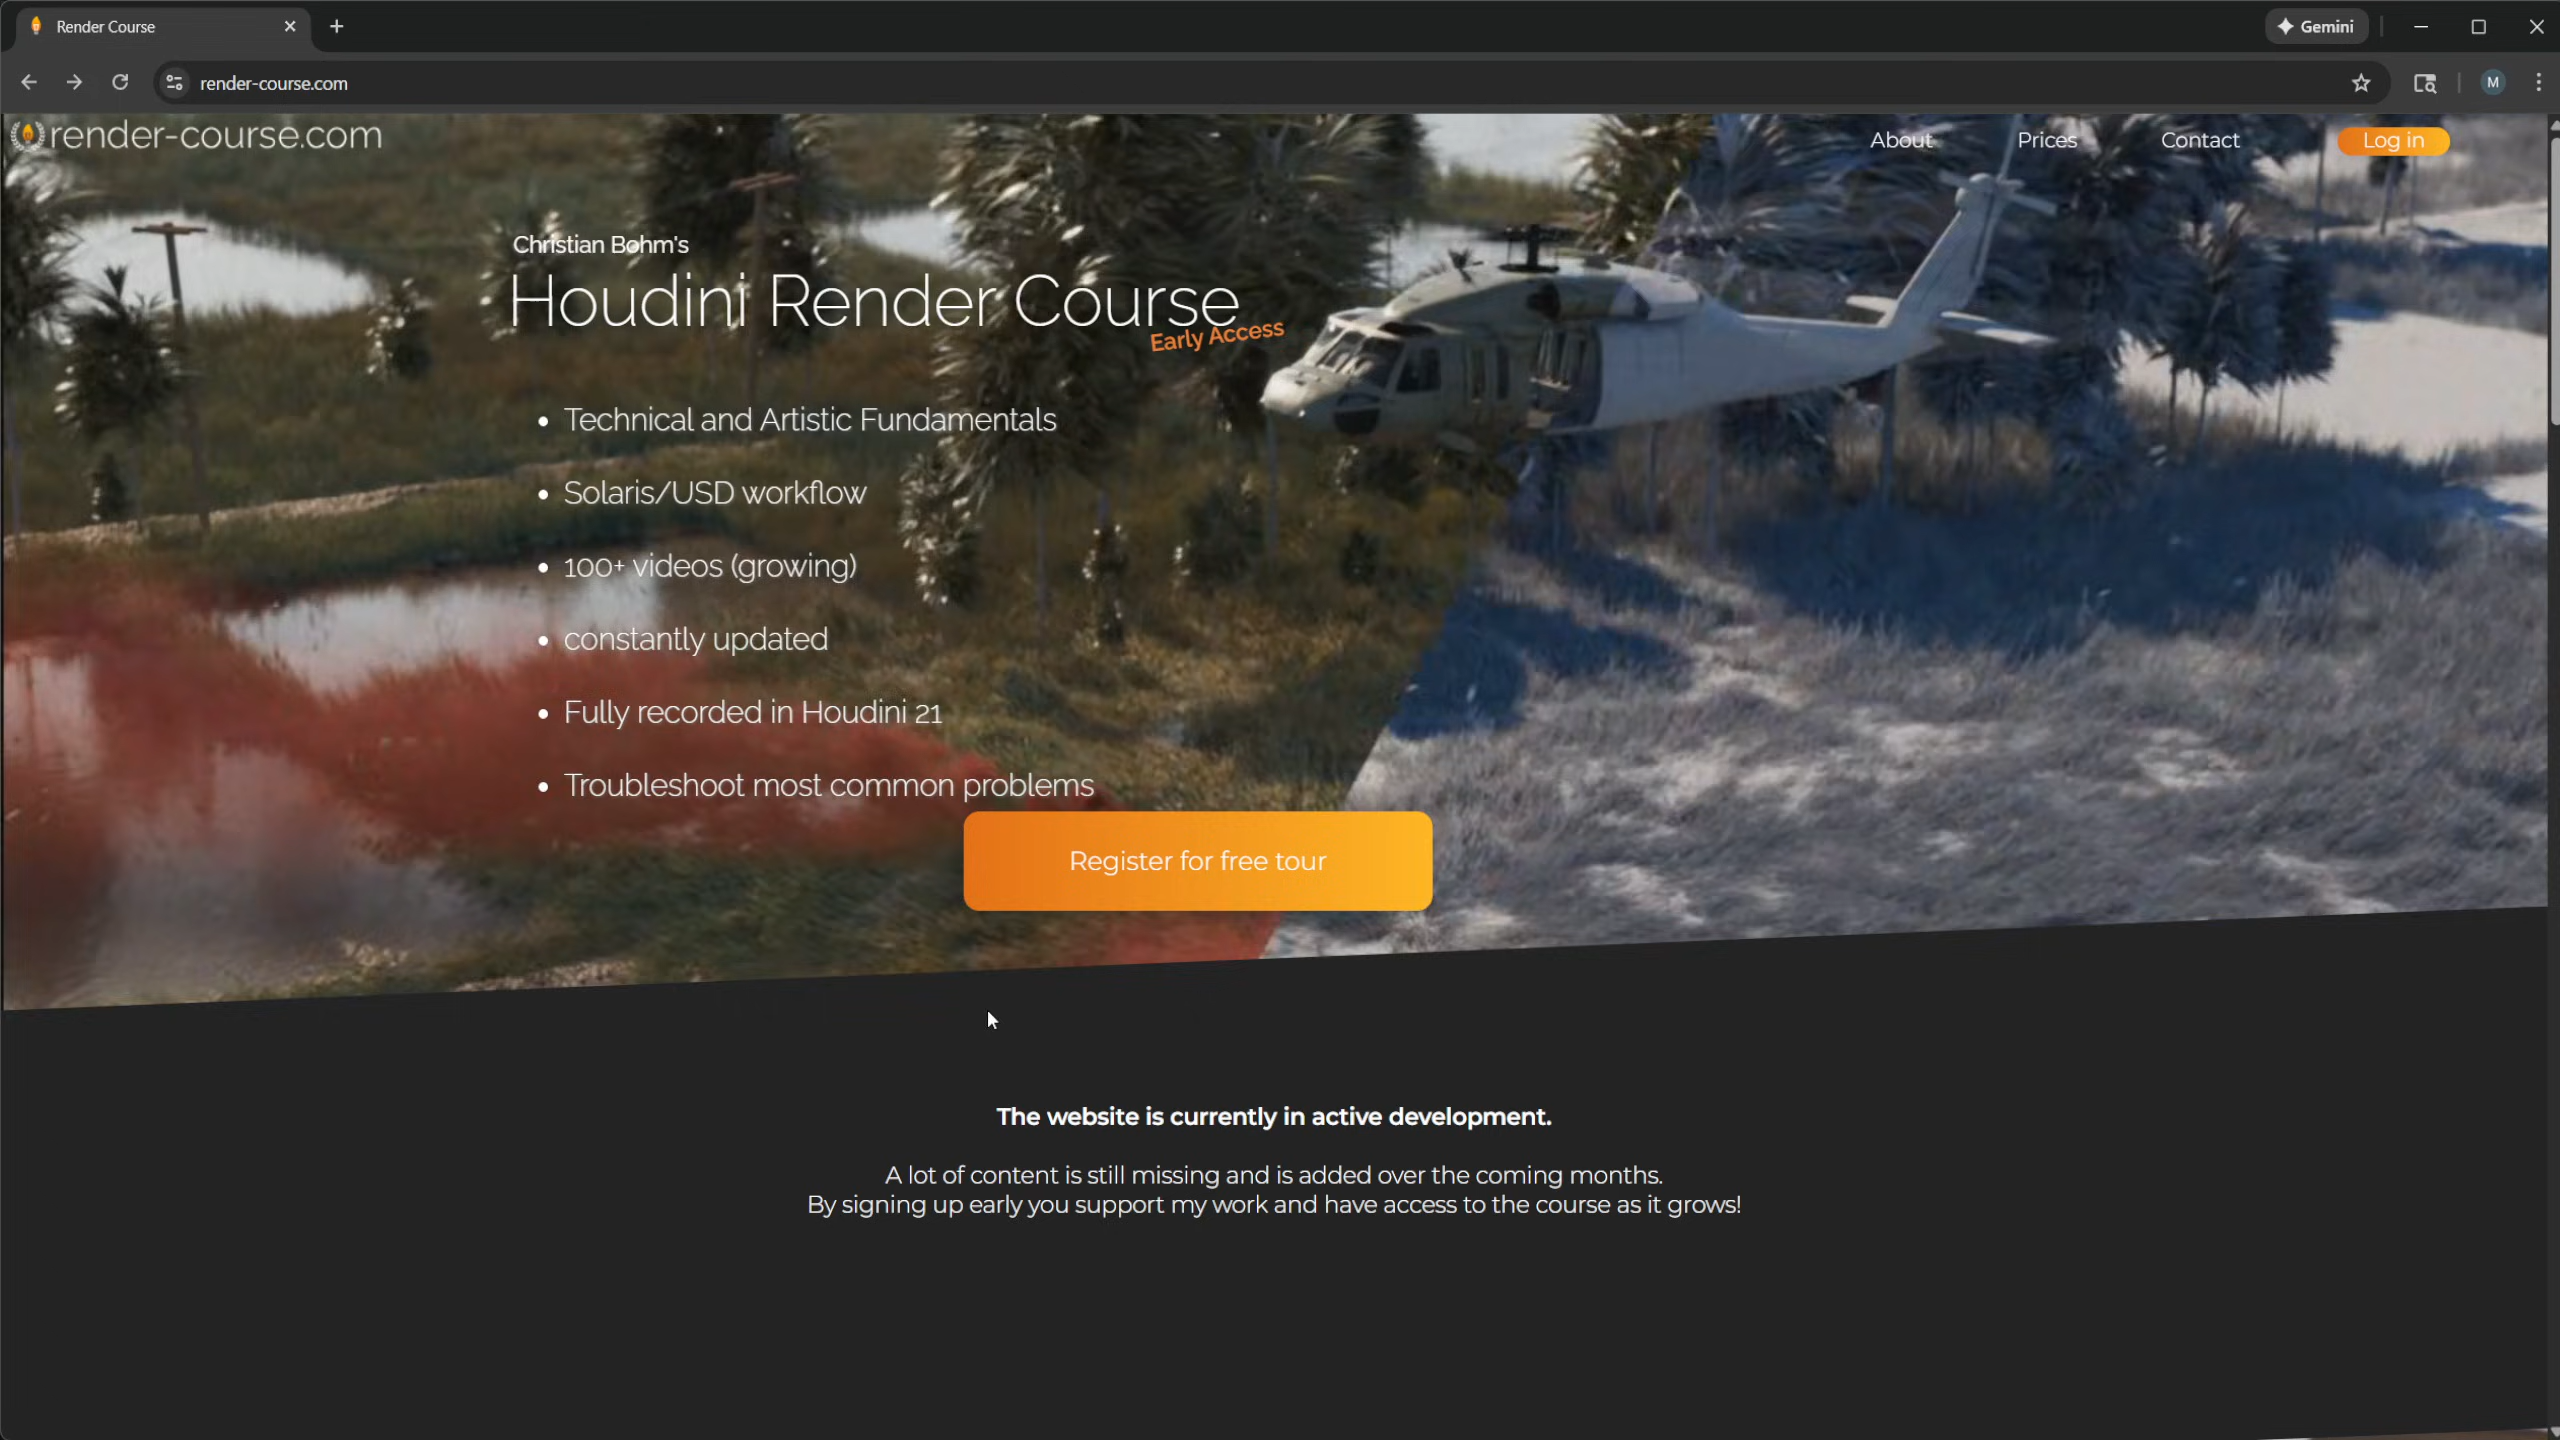 Render Course
Gemini
render-course.com
M
render-course.com
About
Prices
Contact
Log in
Christian Bohm's
Houdini Render Course
Early Access
• Technical and Artistic Fundamentals
• Solaris/USD workflow
• 100+ videos (growing)
• constantly updated
• Fully recorded in Houdini 21
• Troubleshoot most common problems
Register for free tour
The website is currently in active development.
A lot of content is still missing and is added over the coming months.
By signing up early you support my work and have access to the course as it grows!